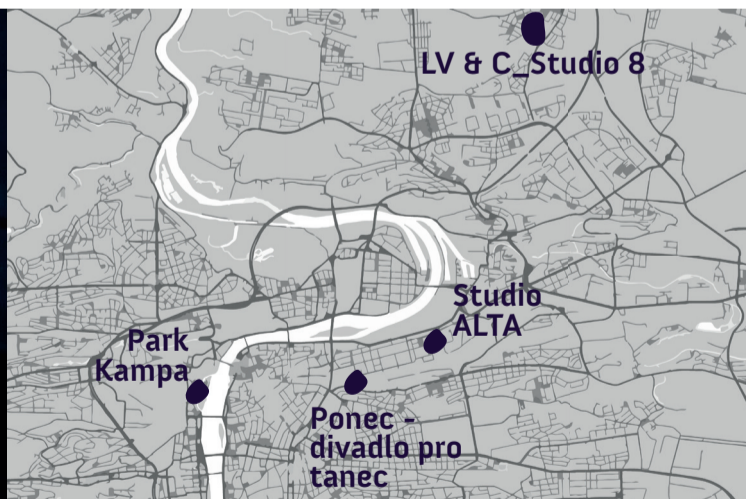 LV & C_Studio 8
Studio
ALTA
Park
Kampa
Ponec -
divadlo pro
tanec